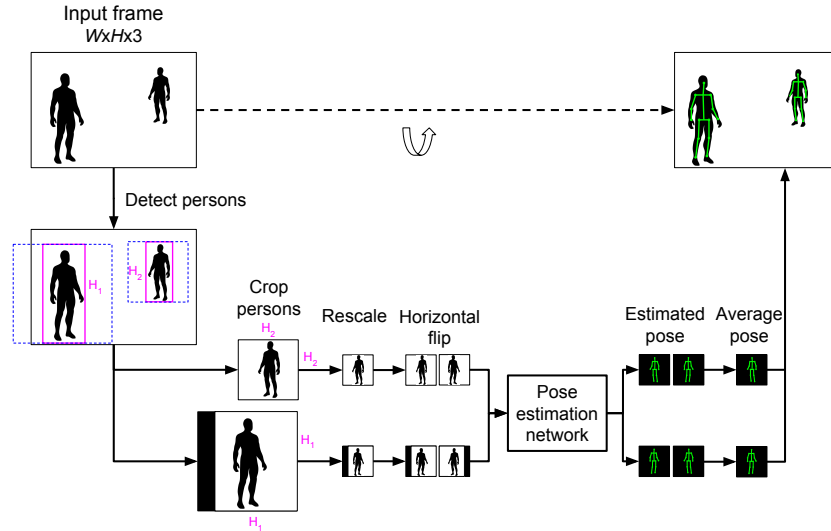 Input frame
WxHx3
Detect persons
H1
H2
Crop
persons
H2
H2
Rescale
Horizontal
flip
Estimated
pose
Average
pose
Pose
estimation
network
H1
H1